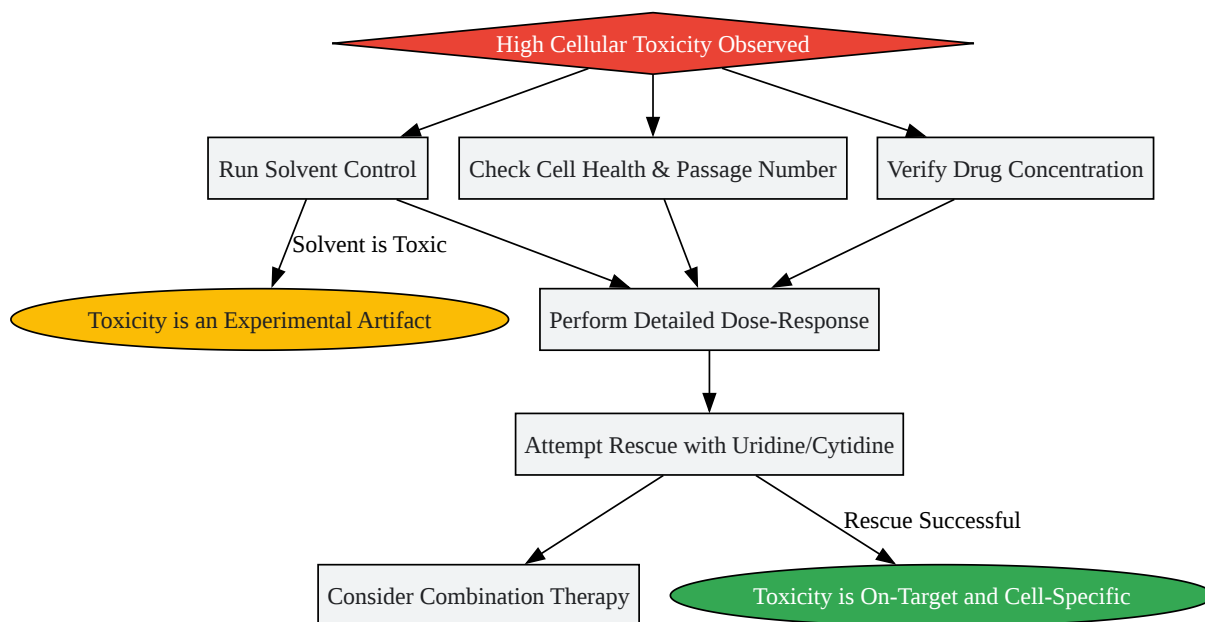 High Cellular Toxicity Observed
Run Solvent Control
Check Cell Health & Passage Number
Verify Drug Concentration
Solvent is Toxic
Toxicity is an Experimental Artifact
Perform Detailed Dose-Response
Attempt Rescue with Uridine/Cytidine
Rescue Successful
Consider Combination Therapy
Toxicity is On-Target and Cell-Specific